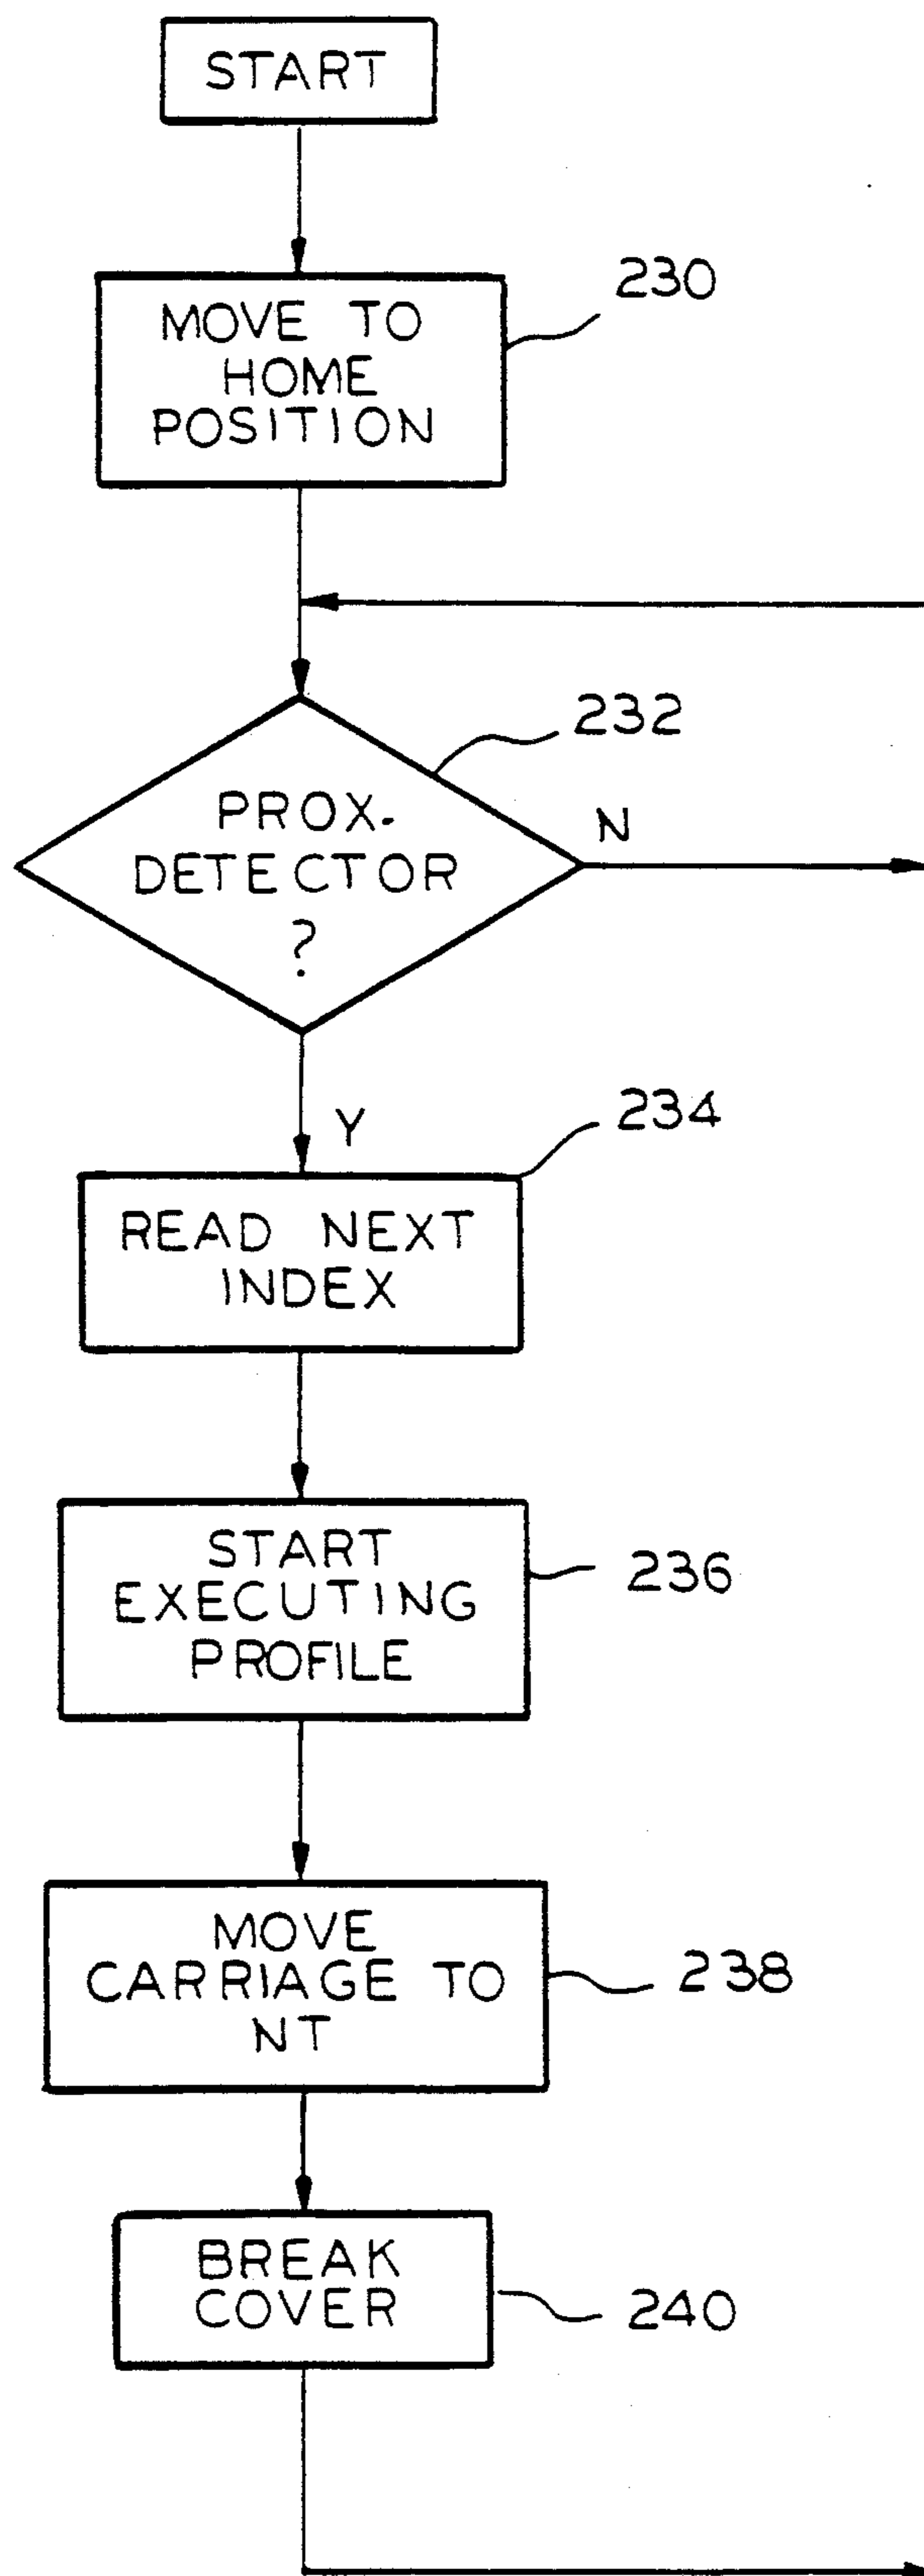 START
230
MOVE TO
HOME
POSITION
232
PROX.
DETECTOR
?
N
Y
234
READ NEXT
INDEX
START
EXECUTING
PROFILE
236
MOVE
CARRIAGE TO
NT
238
BREAK
COVER
240